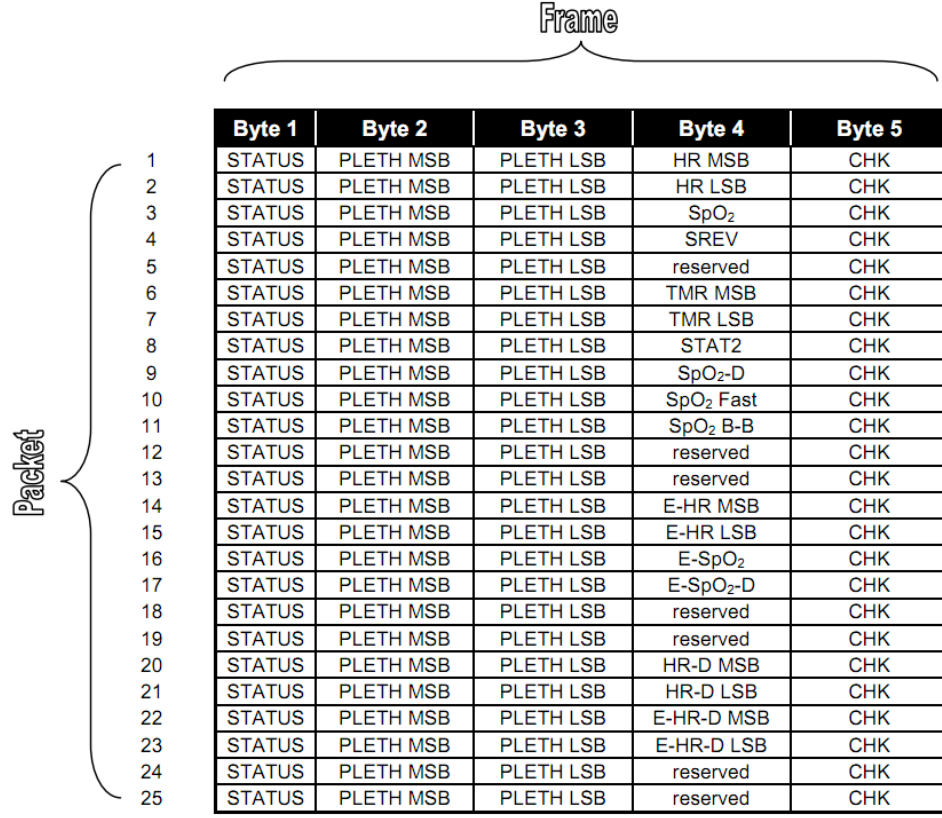 Frame
Byte 1 Byte 2 Byte 3 Byte 4 Byte 5
1 STATUS PLETH MSB PLETH LSB HR MSB CHK
2 STATUS PLETH MSB PLETH LSB HR LSB CHK
3 STATUS PLETH MSB PLETH LSB SpO₂ CHK
4 STATUS PLETH MSB PLETH LSB SREV CHK
5 STATUS PLETH MSB PLETH LSB reserved CHK
6 STATUS PLETH MSB PLETH LSB TMR MSB CHK
7 STATUS PLETH MSB PLETH LSB TMR LSB CHK
8 STATUS PLETH MSB PLETH LSB STAT2 CHK
9 STATUS PLETH MSB PLETH LSB SpO₂-D CHK
10 STATUS PLETH MSB PLETH LSB SpO₂ Fast CHK
11 STATUS PLETH MSB PLETH LSB SpO₂ B-B CHK
12 STATUS PLETH MSB PLETH LSB reserved CHK
13 STATUS PLETH MSB PLETH LSB reserved CHK
14 STATUS PLETH MSB PLETH LSB E-HR MSB CHK
15 STATUS PLETH MSB PLETH LSB E-HR LSB CHK
16 STATUS PLETH MSB PLETH LSB E-SpO₂ CHK
17 STATUS PLETH MSB PLETH LSB E-SpO₂-D CHK
18 STATUS PLETH MSB PLETH LSB reserved CHK
19 STATUS PLETH MSB PLETH LSB reserved CHK
20 STATUS PLETH MSB PLETH LSB HR-D MSB CHK
21 STATUS PLETH MSB PLETH LSB HR-D LSB CHK
22 STATUS PLETH MSB PLETH LSB E-HR-D MSB CHK
23 STATUS PLETH MSB PLETH LSB E-HR-D LSB CHK
24 STATUS PLETH MSB PLETH LSB reserved CHK
25 STATUS PLETH MSB PLETH LSB reserved CHK
Packet